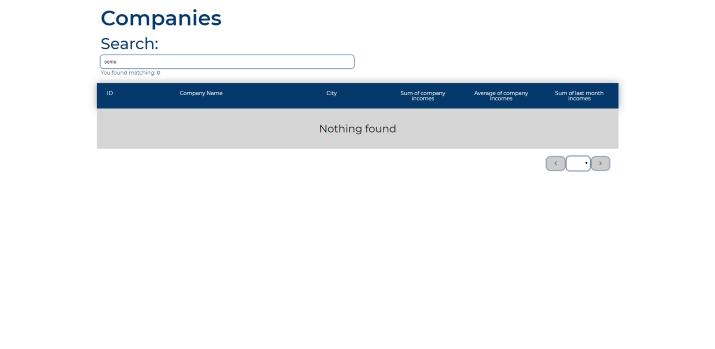 Companies
Search:
some
You found matching: 0
ID Company Name City Sum of company incomes Average of company incomes Sum of last month incomes
Nothing found